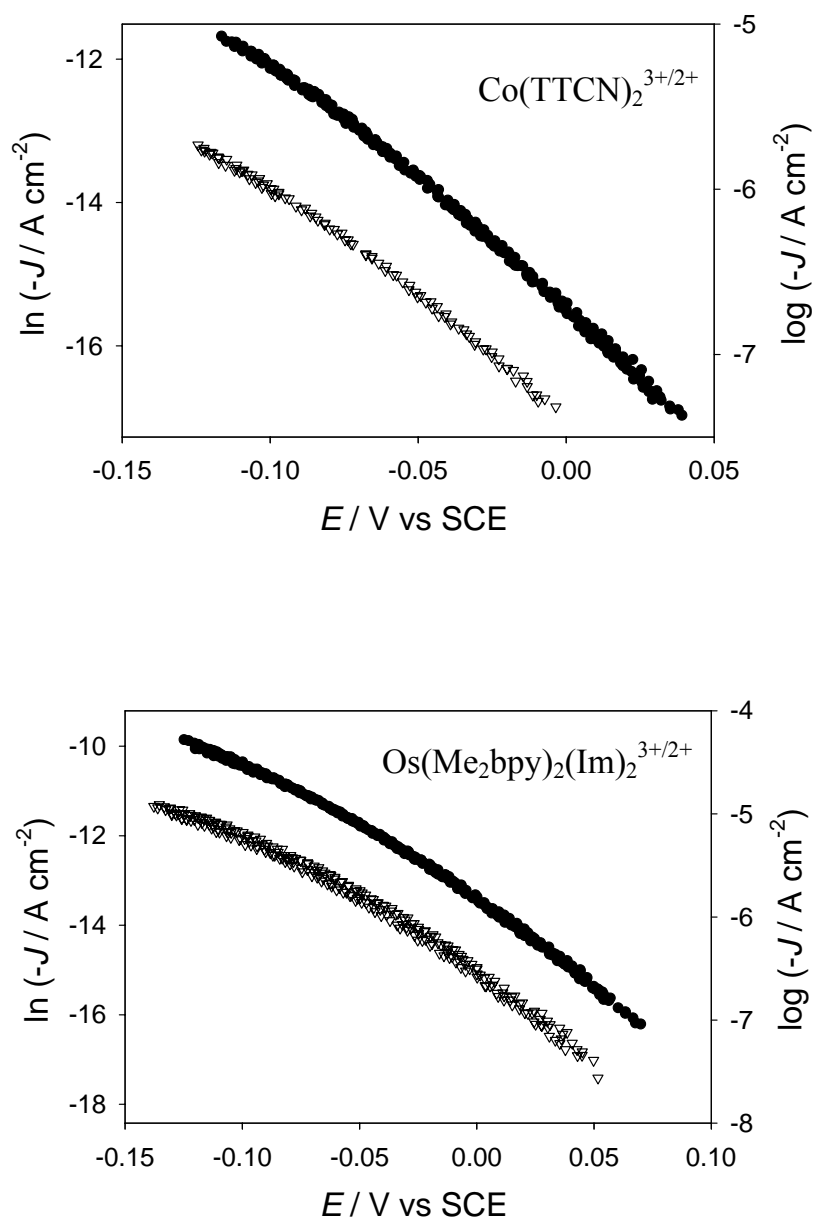 -5
-12
Co(TTCN)₂³⁺/²⁺
ln (-J / A cm⁻²)
-14
-6
log (-J / A cm⁻²)
-16
-7
-0.15 -0.10 -0.05 0.00 0.05
E / V vs SCE
-4
-10
Os(Me₂bpy)₂(Im)₂³⁺/²⁺
-5
ln (-J / A cm⁻²)
-12
-14
-6
log (-J / A cm⁻²)
-16
-7
-18
-8
-0.15 -0.10 -0.05 0.00 0.05 0.10
E / V vs SCE